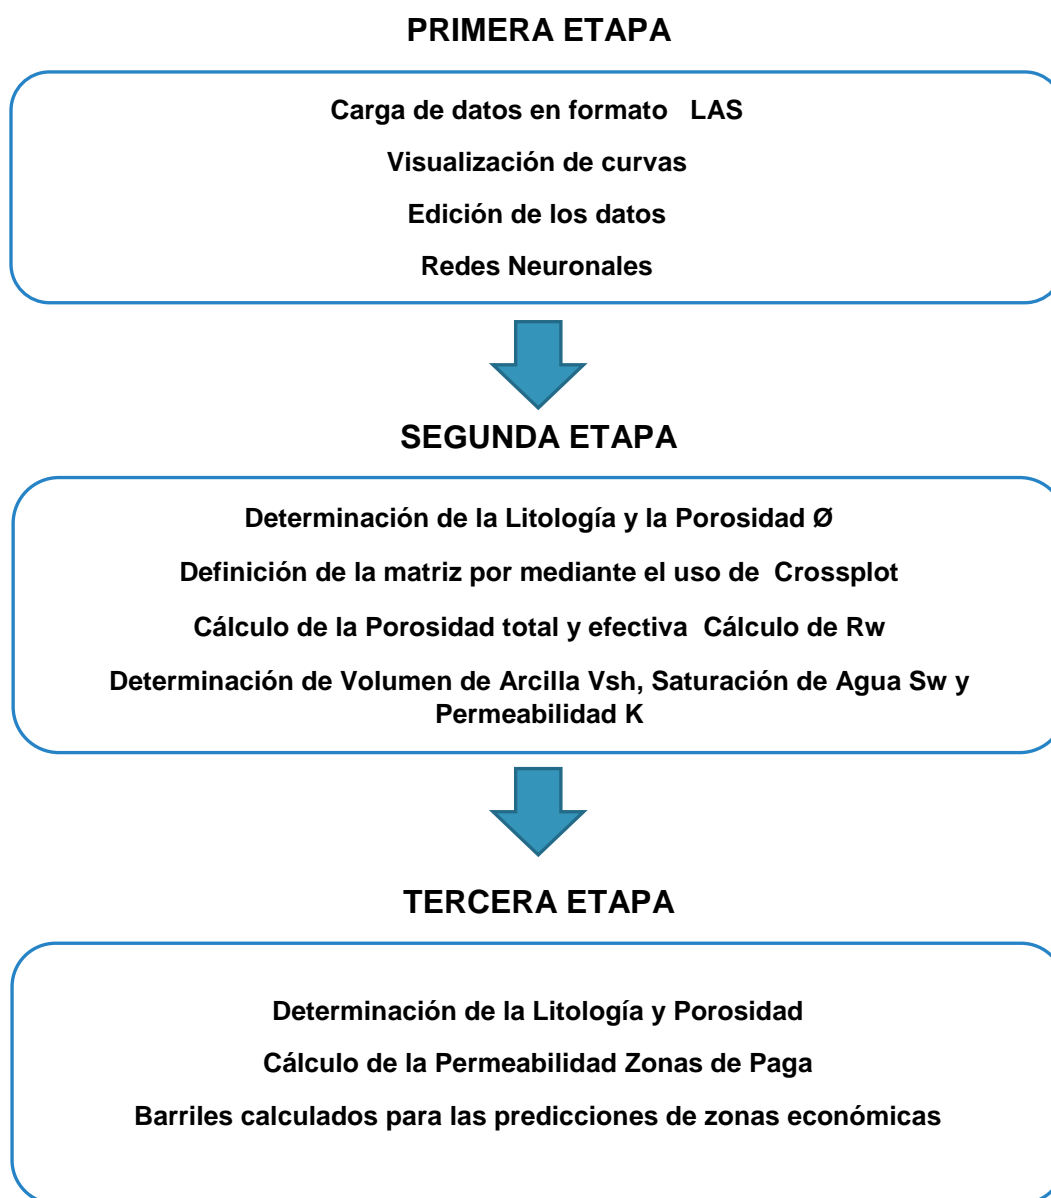 PRIMERA ETAPA
Carga de datos en formato LAS
Visualización de curvas
Edición de los datos
Redes Neuronales
SEGUNDA ETAPA
Determinación de la Litología y la Porosidad Ø
Definición de la matriz por mediante el uso de Crossplot
Cálculo de la Porosidad total y efectiva Cálculo de Rw
Determinación de Volumen de Arcilla Vsh, Saturación de Agua Sw y
Permeabilidad K
TERCERA ETAPA
Determinación de la Litología y Porosidad
Cálculo de la Permeabilidad Zonas de Paga
Barriles calculados para las predicciones de zonas económicas